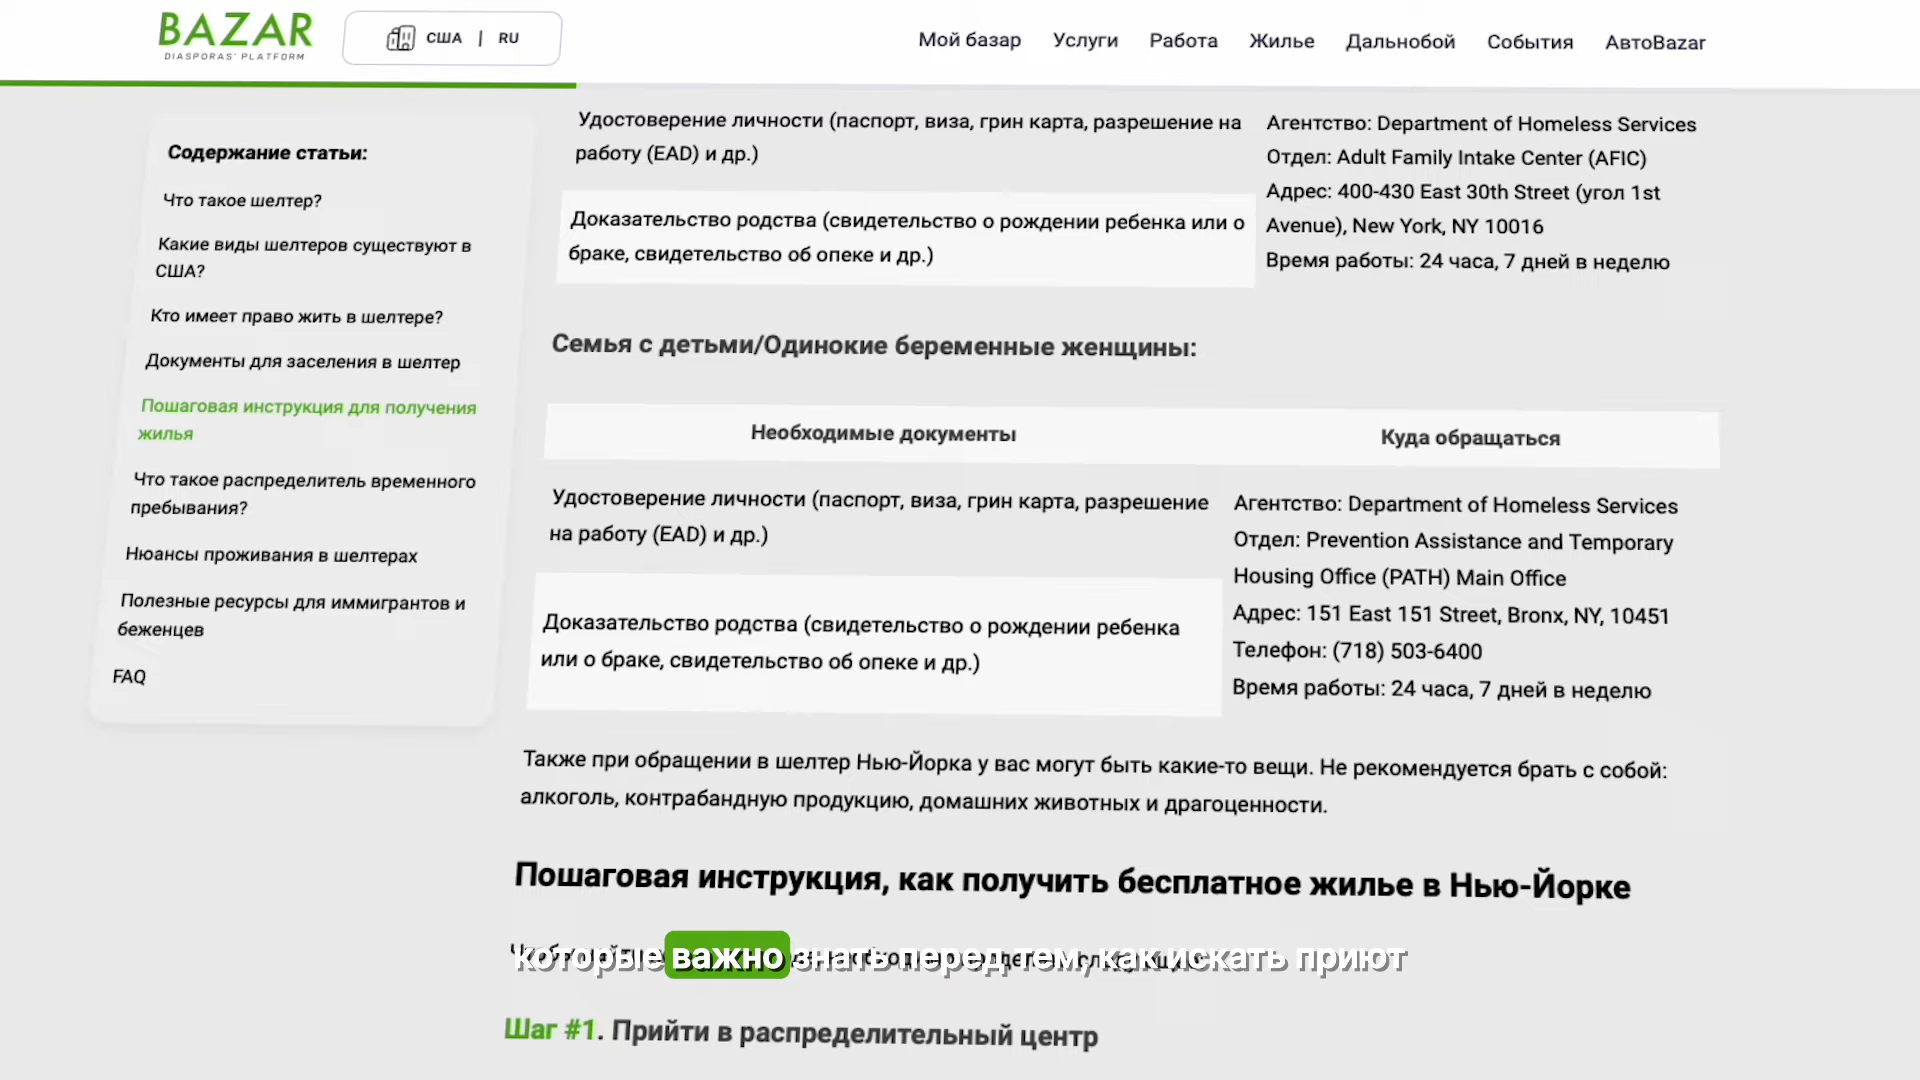 BAZAR
DIASPORAS' PLATFORM
США | RU
Мой базар Услуги Работа Жилье Дальнобой События АвтоBazar
Содержание статьи:
Что такое шелтер?
Какие виды шелтеров существуют в
США?
Кто имеет право жить в шелтере?
Документы для заселения в шелтер
Пошаговая инструкция для получения
жилья
Что такое распределитель временного
пребывания?
Нюансы проживания в шелтерах
Полезные ресурсы для иммигрантов и
беженцев
FAQ
Удостоверение личности (паспорт, виза, грин карта, разрешение на
работу (EAD) и др.)
Доказательство родства (свидетельство о рождении ребенка или о
браке, свидетельство об опеке и др.)
Агентство: Department of Homeless Services
Отдел: Adult Family Intake Center (AFIC)
Адрес: 400-430 East 30th Street (угол 1st
Avenue), New York, NY 10016
Время работы: 24 часа, 7 дней в неделю
Семья с детьми/Одинокие беременные женщины:
Необходимые документы
Куда обращаться
Удостоверение личности (паспорт, виза, грин карта, разрешение
на работу (EAD) и др.)
Доказательство родства (свидетельство о рождении ребенка
или о браке, свидетельство об опеке и др.)
Агентство: Department of Homeless Services
Отдел: Prevention Assistance and Temporary
Housing Office (PATH) Main Office
Адрес: 151 East 151 Street, Bronx, NY, 10451
Телефон: (718) 503-6400
Время работы: 24 часа, 7 дней в неделю
Также при обращении в шелтер Нью-Йорка у вас могут быть какие-то вещи. Не рекомендуется брать с собой:
алкоголь, контрабандную продукцию, домашних животных и драгоценности.
Пошаговая инструкция, как получить бесплатное жилье в Нью-Йорке
которые важно знать перед тем, как искать приют
Шаг #1. Прийти в распределительный центр